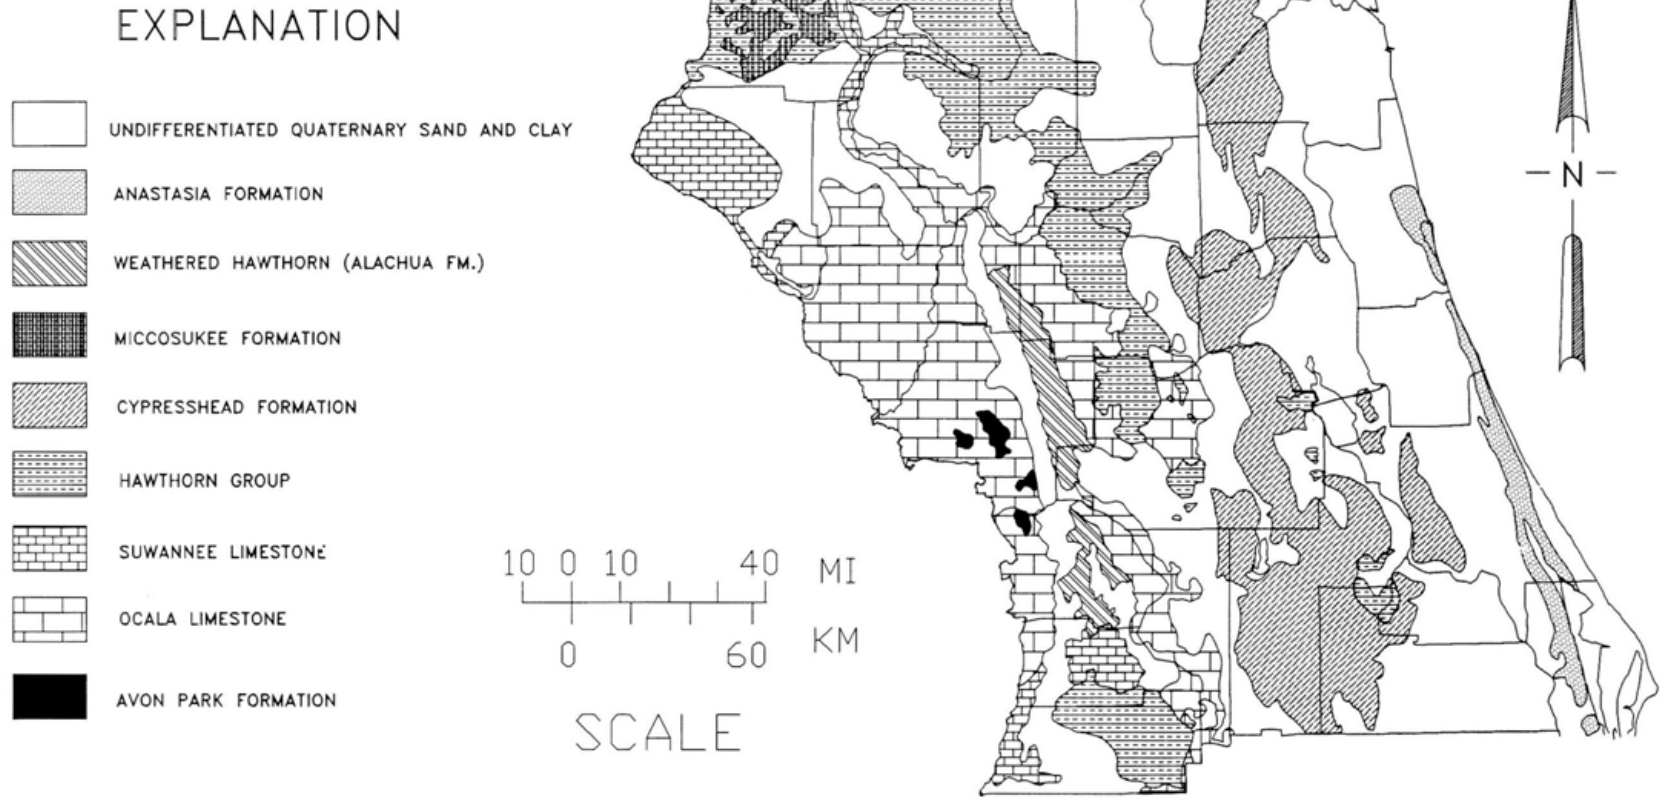 EXPLANATION
UNDIFFERENTIATED QUATERNARY SAND AND CLAY
ANASTASIA FORMATION
WEATHERED HAWTHORN (ALACHUA FM.)
MICCOSUKEE FORMATION
CYPRESSHEAD FORMATION
HAWTHORN GROUP
SUWANNEE LIMESTONE
OCALA LIMESTONE
AVON PARK FORMATION
10 0 10 40 MI
0 60 KM
SCALE
N